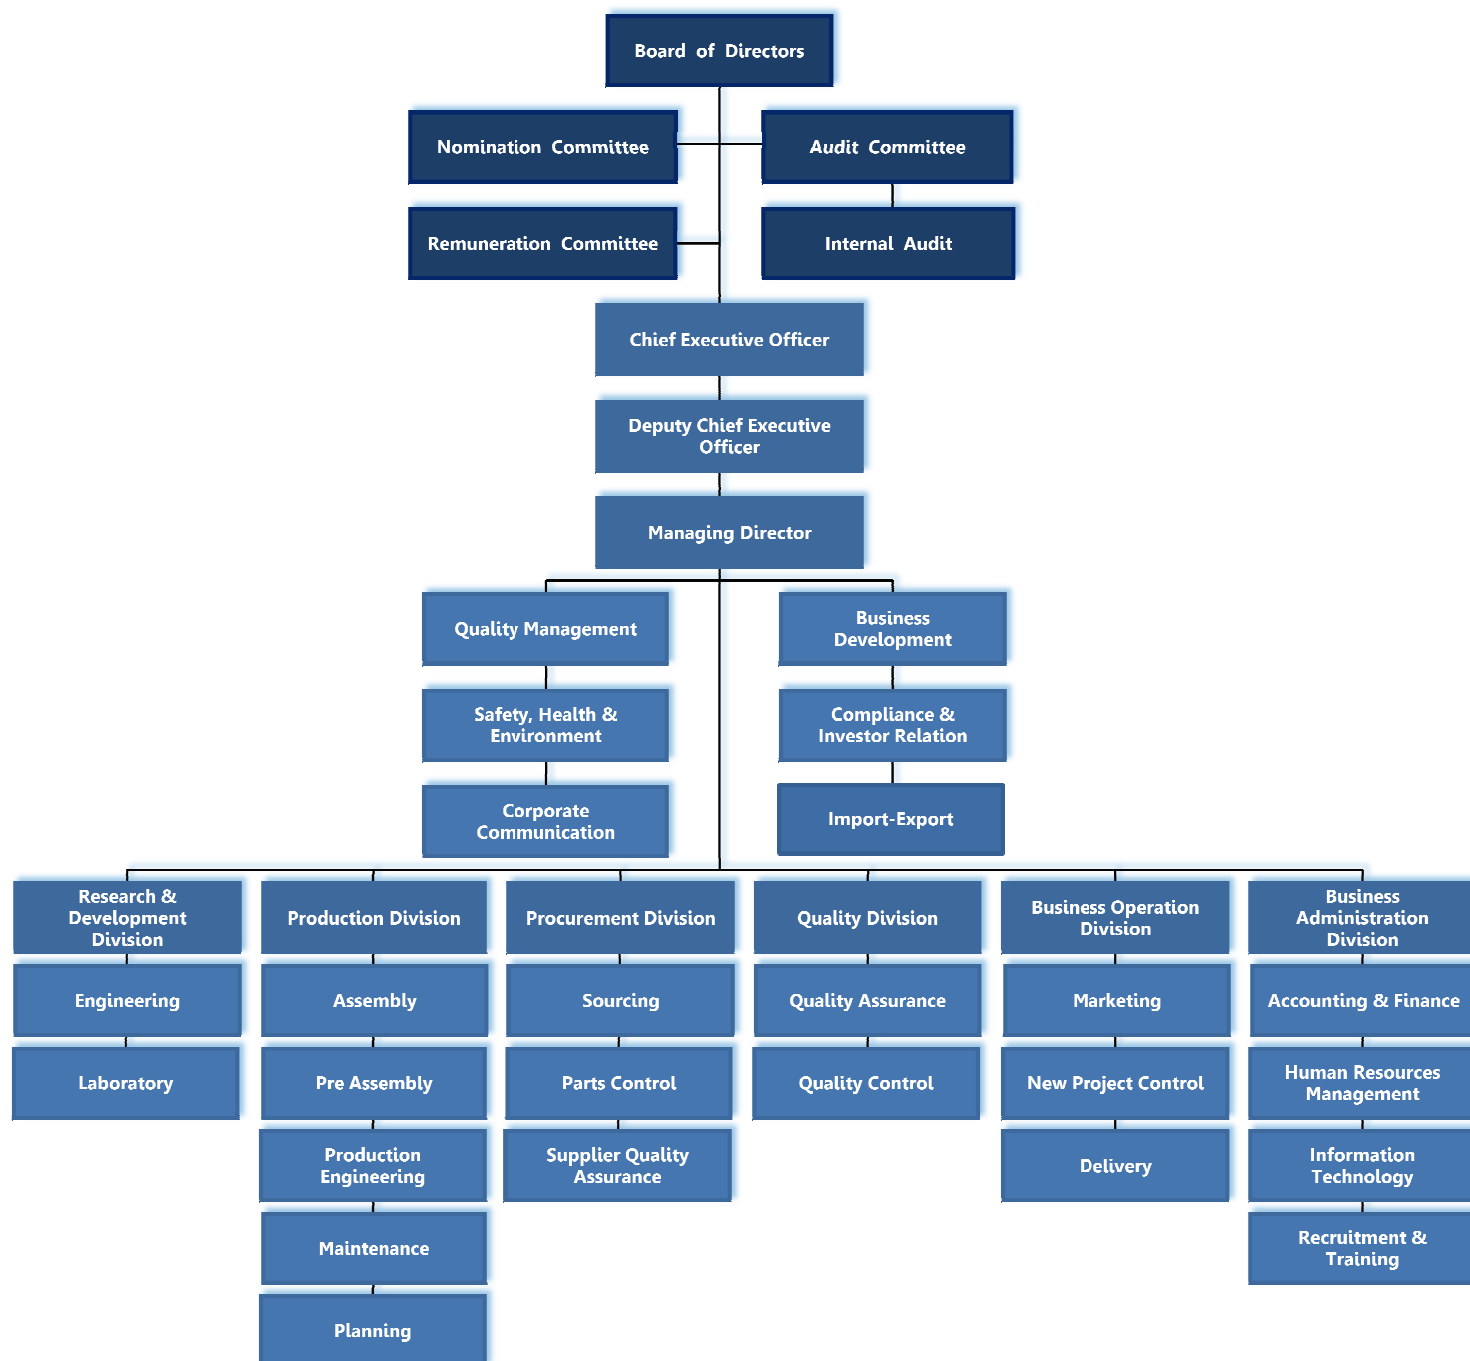 Board of Directors
Nomination Committee
Audit Committee
Remuneration Committee
Internal Audit
Chief Executive Officer
Deputy Chief Executive
Officer
Managing Director
Quality Management
Business
Development
Safety, Health &
Environment
Compliance &
Investor Relation
Corporate
Communication
Import-Export
Research &
Development
Division
Production Division
Procurement Division
Quality Division
Business Operation
Division
Business
Administration
Division
Engineering
Assembly
Sourcing
Quality Assurance
Marketing
Accounting & Finance
Laboratory
Pre Assembly
Parts Control
Quality Control
New Project Control
Human Resources
Management
Production
Engineering
Supplier Quality
Assurance
Delivery
Information
Technology
Maintenance
Recruitment &
Training
Planning